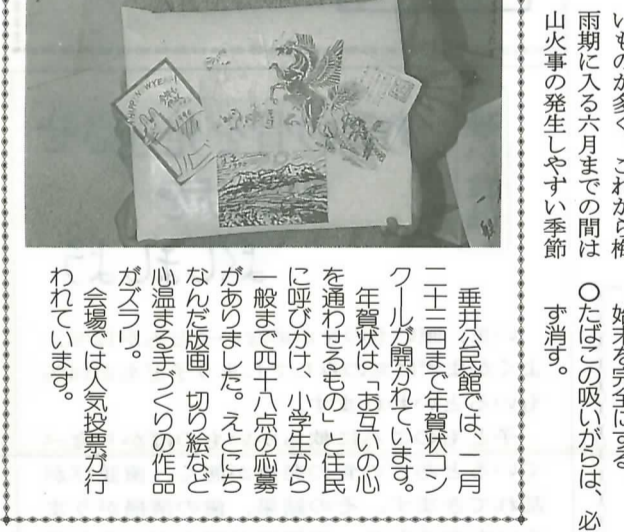 いものが多く、これから梅
雨期に入る六月までの間は
山火事の発生しやすい季節
始末を完全にする
○たばこの吸いがらは、必
ず消す。
垂井公民館では、二月
二十三日まで年賀状コン
クールが開かれています。
年賀状は「お互いの心
を通わせるもの」と住民
に呼びかけ、小学生から
一般まで四十八点の応募
がありました。えとにち
なんだ版画、切り絵など
心温まる手づくりの作品
がズラリ。
会場では人気投票が行
われています。